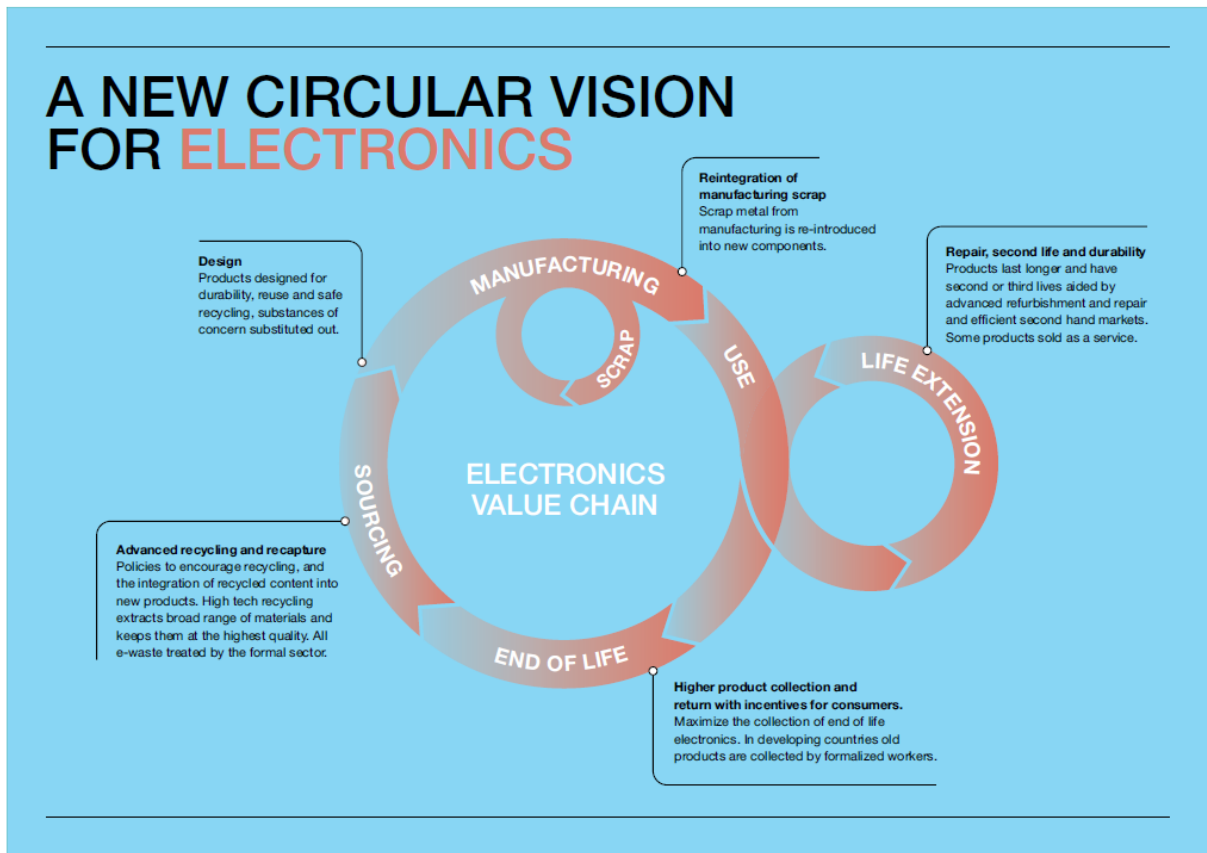 A NEW CIRCULAR VISION
FOR ELECTRONICS
Reintegration of
manufacturing scrap
Scrap metal from
manufacturing is re-introduced
into new components.
Design
Products designed for
durability, reuse and safe
recycling, substances of
concern substituted out.
Repair, second life and durability
Products last longer and have
second or third lives aided by
advanced refurbishment and repair
and efficient second hand markets.
Some products sold as a service.
MANUFACTURING
SCRAP
USE
LIFE EXTENSION
ELECTRONICS
VALUE CHAIN
SOURCING
Advanced recycling and recapture
Policies to encourage recycling, and
the integration of recycled content into
new products. High tech recycling
extracts broad range of materials and
keeps them at the highest quality. All
e-waste treated by the formal sector.
END OF LIFE
Higher product collection and
return with incentives for consumers.
Maximize the collection of end of life
electronics. In developing countries old
products are collected by formalized workers.